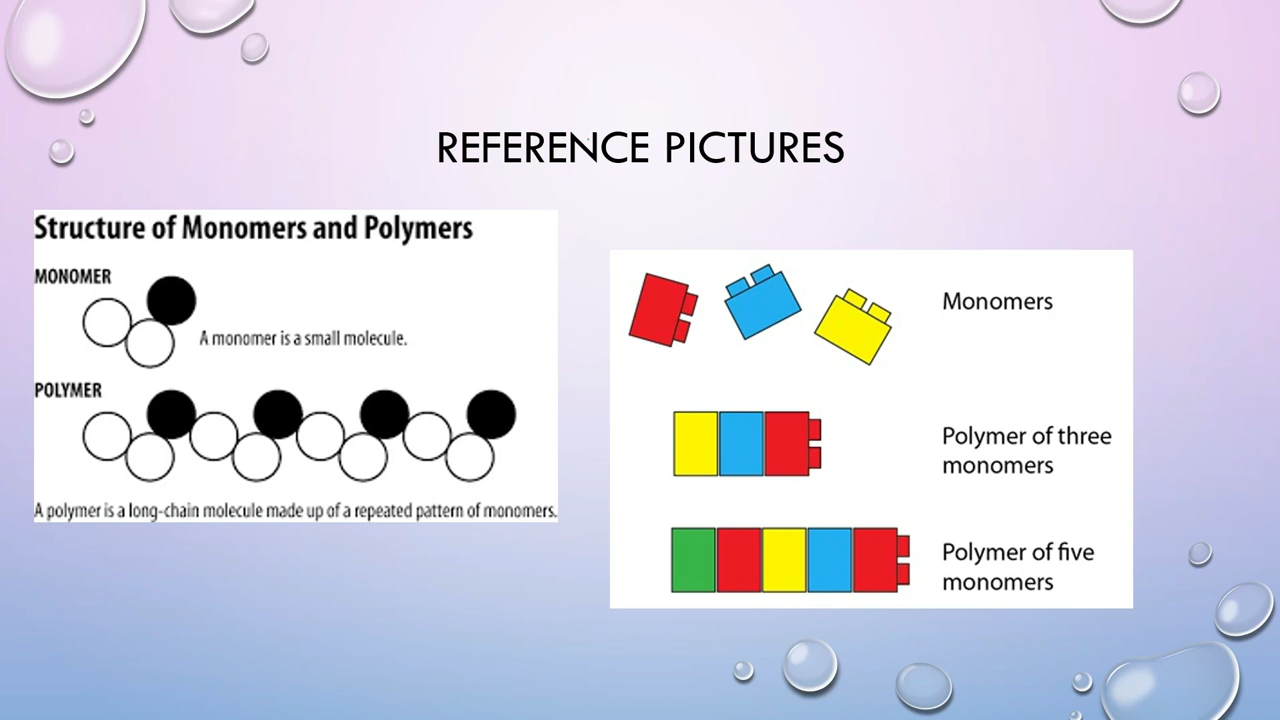 REFERENCE PICTURES
Structure of Monomers and Polymers
MONOMER
A monomer is a small molecule.
POLYMER
A polymer is a long-chain molecule made up of a repeated pattern of monomers.
Monomers
Polymer of three
monomers
Polymer of five
monomers